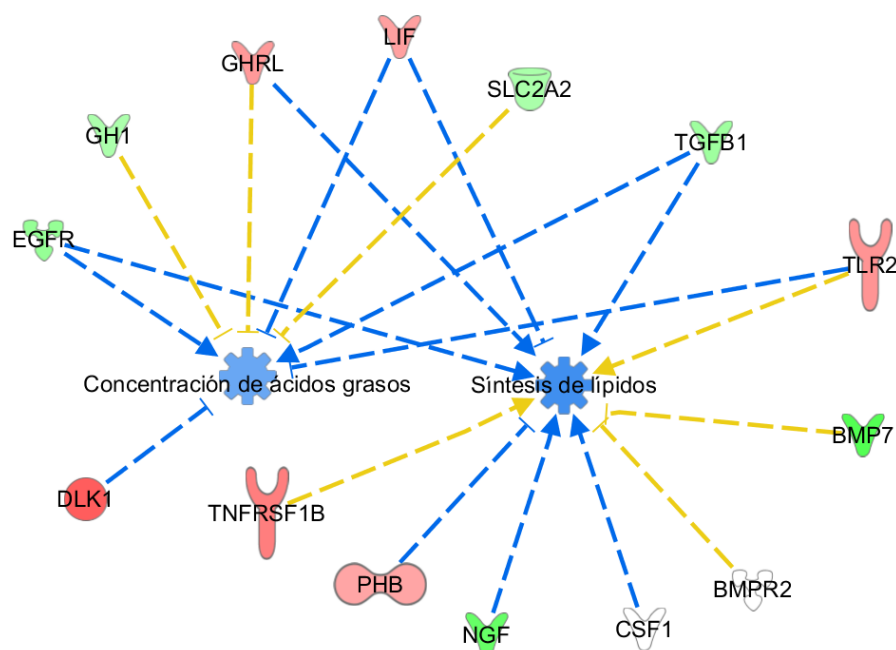 LIF
GHRL
SLC2A2
GH1
TGFB1
EGFR
TLR2
Concentración de ácidos grasos
Síntesis de lípidos
BMP7
DLK1
TNFRSF1B
PHB
BMPR2
NGF
CSF1